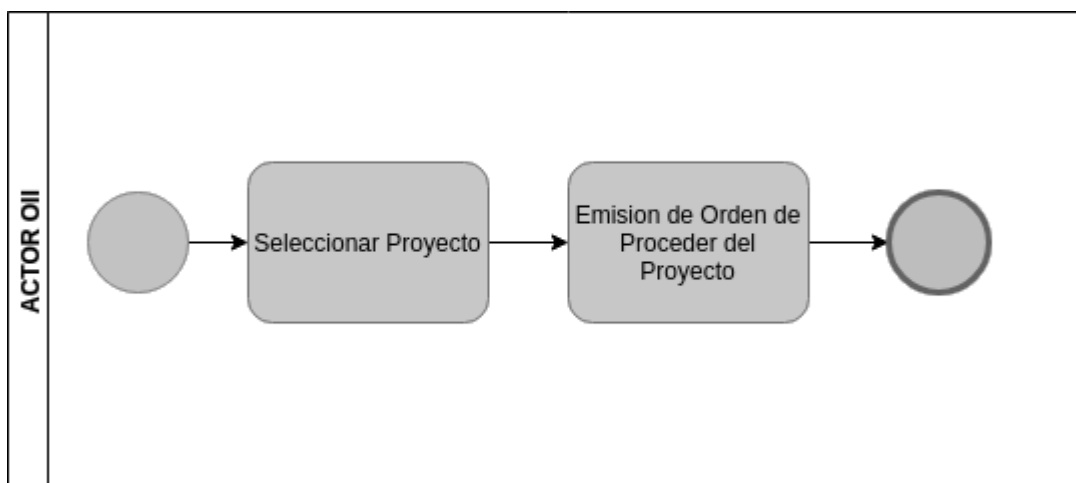 ACTOR OII
Seleccionar Proyecto
Emision de Orden de
Proceder del
Proyecto